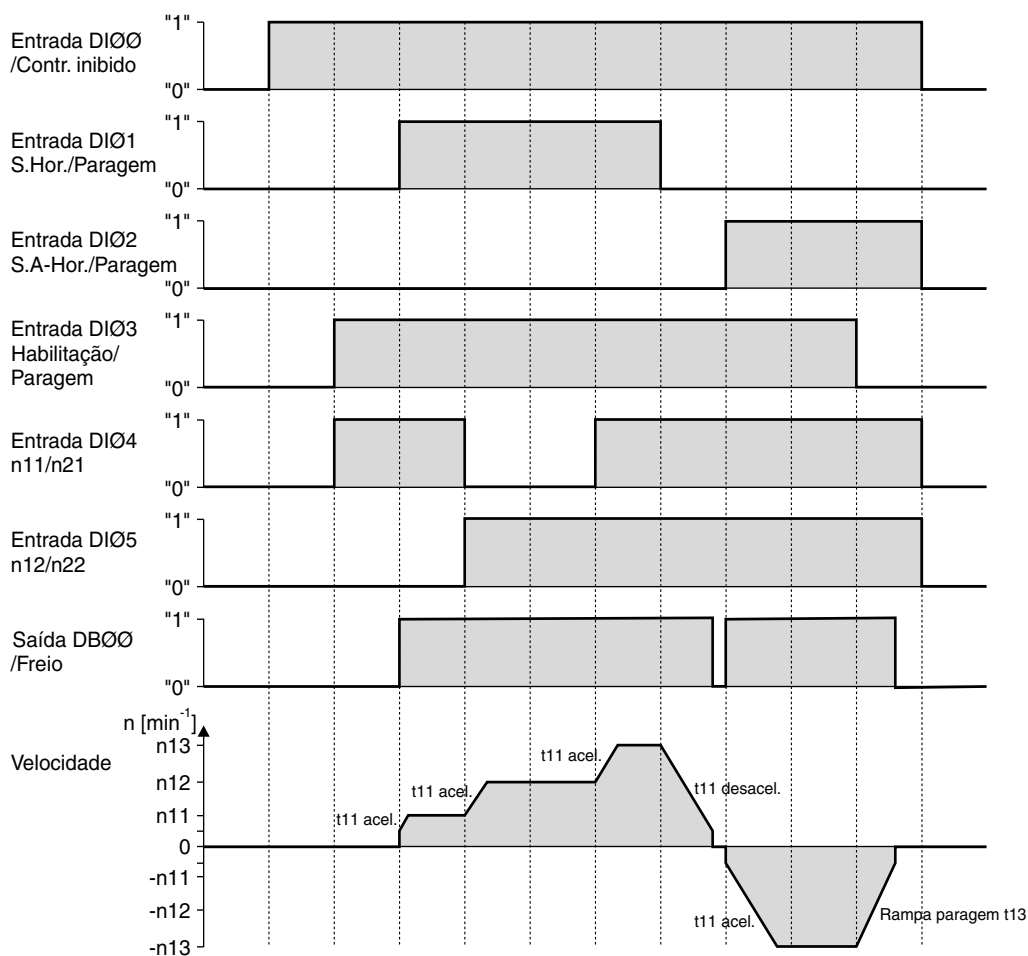 "1"
Entrada DIØØ
/Contr. inibido
"0"
"1"
Entrada DIØ1
S.Hor./Paragem
"0"
"1"
Entrada DIØ2
S.A-Hor./Paragem
"0"
"1"
Entrada DIØ3
Habilitação/
Paragem
"0"
"1"
Entrada DIØ4
n11/n21
"0"
"1"
Entrada DIØ5
n12/n22
"0"
"1"
Saída DBØØ
/Freio
"0"
n [min-1]
Velocidade
n13
n12
n11
0
-n11
-n12
-n13
t11 acel.
t11 acel.
t11 acel.
t11 desacel.
t11 acel.
Rampa paragem t13